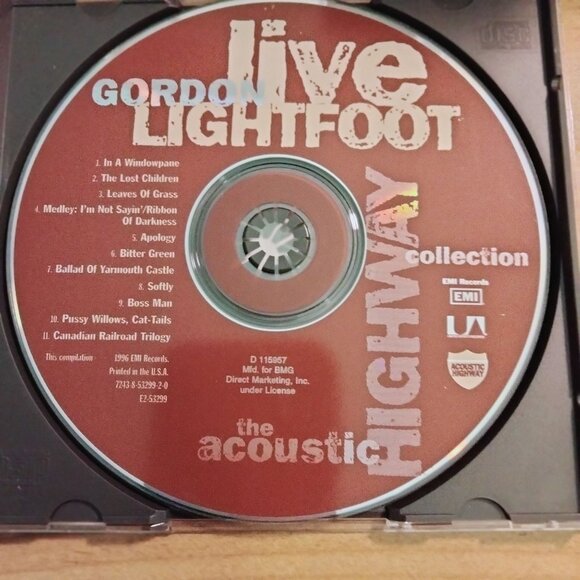 live
GORDON
LIGHTFOOT
1. In A Windowpane
2. The Lost Children
3. Leaves Of Grass
4. Medley: I'm Not Sayin'/Ribbon
Of Darkness
5. Apology
6. Bitter Green
7. Ballad Of Yarmouth Castle
8. Softly
9. Boss Man
10. Pussy Willows, Cat-Tails
11. Canadian Railroad Trilogy
This compilation 1996 EMI Records.
Printed in the U.S.A.
7243-8-53299-2-0
E2-53299
D 115957
Mfd. for BMG
Direct Marketing, Inc.
under License
the
acoustic
HIGHWAY
collection
EMI Records
EMI
UA
ACOUSTIC
HIGHWAY